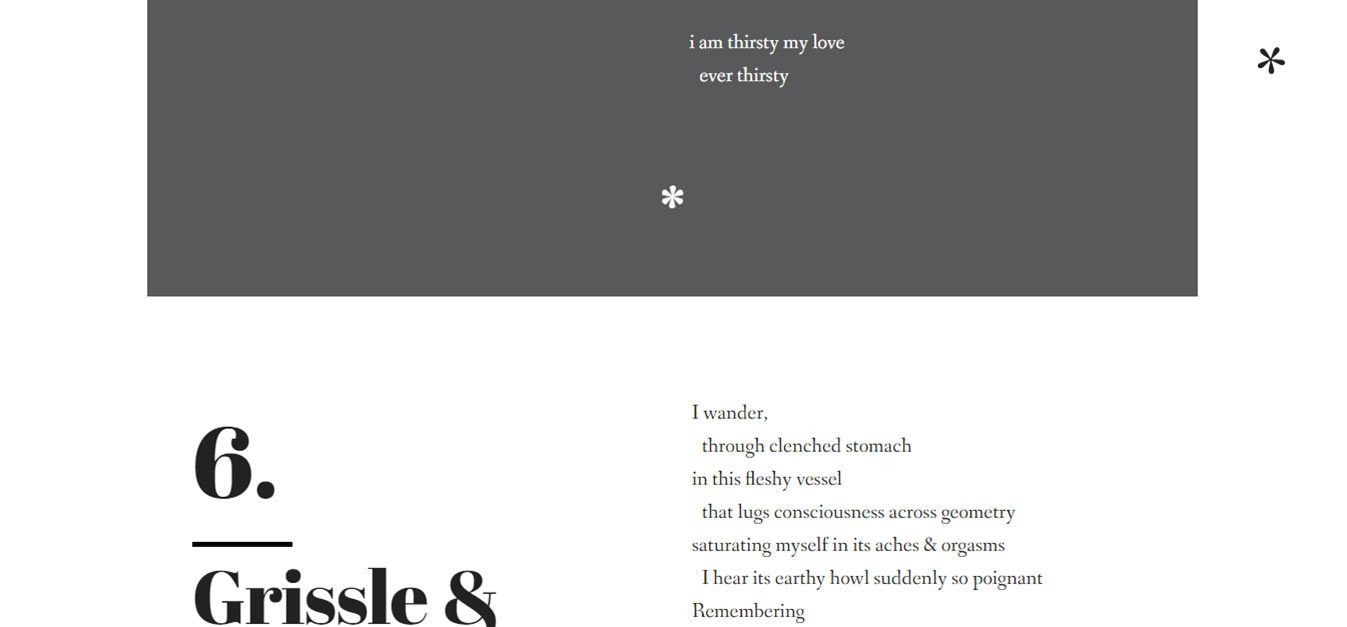 i am thirsty my love
ever thirsty
*
*
6.
Grissle &
I wander,
through clenched stomach
in this fleshy vessel
that lugs consciousness across geometry
saturating myself in its aches & orgasms
I hear its earthy howl suddenly so poignant
Remembering